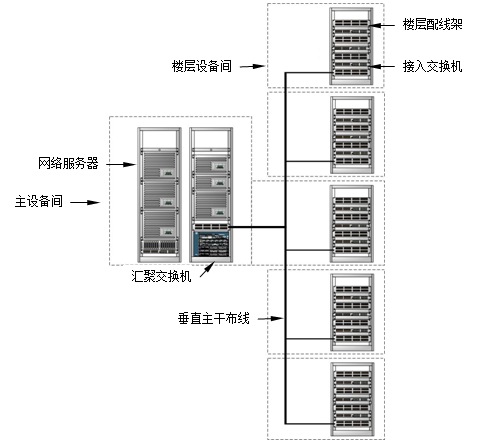 楼层配线架
楼层设备间
接入交换机
网络服务器
主设备间
汇聚交换机
垂直主干布线